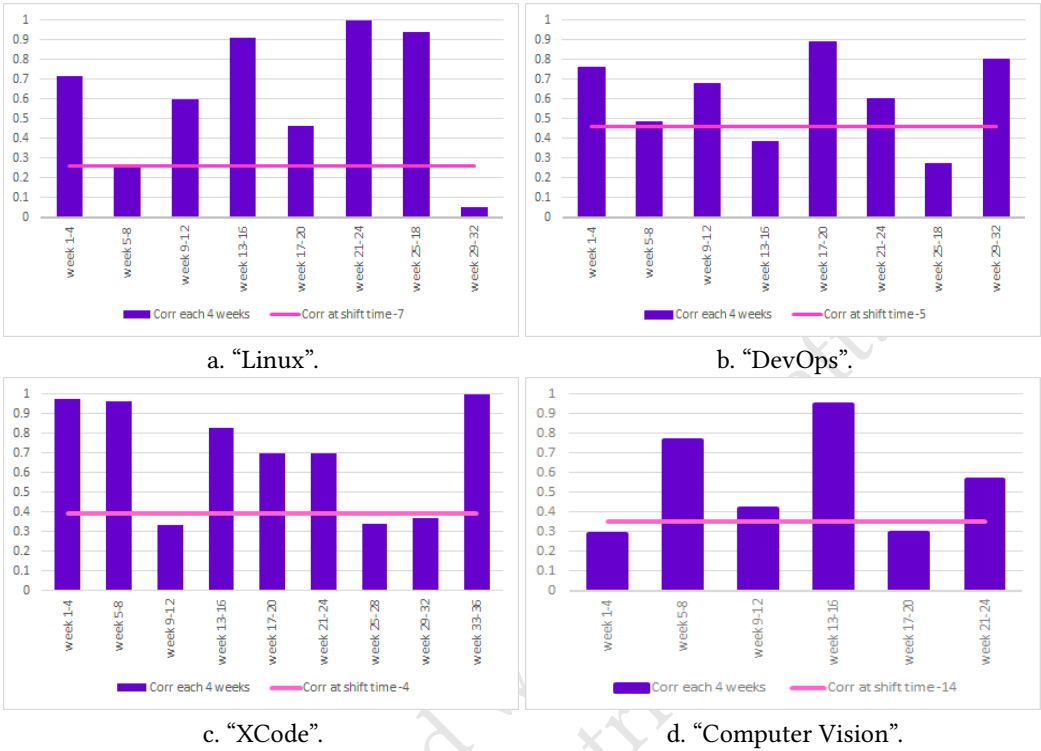 1
0.9
0.8
0.7
0.6
0.5
0.4
0.3
0.2
0.1
0
week 1-4
week 5-8
week 9-12
week 13-16
week 17-20
week 21-24
week 25-18
week 29-32
Corr each 4 weeks Corr at shift time -7
a. “Linux”.
1
0.9
0.8
0.7
0.6
0.5
0.4
0.3
0.2
0.1
0
week 1-4
week 5-8
week 9-12
week 13-16
week 17-20
week 21-24
week 25-18
week 29-32
Corr each 4 weeks Corr at shift time -5
b. “DevOps”.
1
0.9
0.8
0.7
0.6
0.5
0.4
0.3
0.2
0.1
0
week 1-4
week 5-8
week 9-12
week 13-16
week 17-20
week 21- 24
week 25-28
week 29-32
week 33-36
Corr each 4 weeks Corr at shift time -4
c. “XCode”.
1
0.9
0.8
0.7
0.6
0.5
0.4
0.3
0.2
0.1
0
week 1-4
week 5-8
week 9-12
week 13-16
week 17-20
week 21-24
Corr each 4 weeks Corr at shift time -14
d. “Computer Vision”.